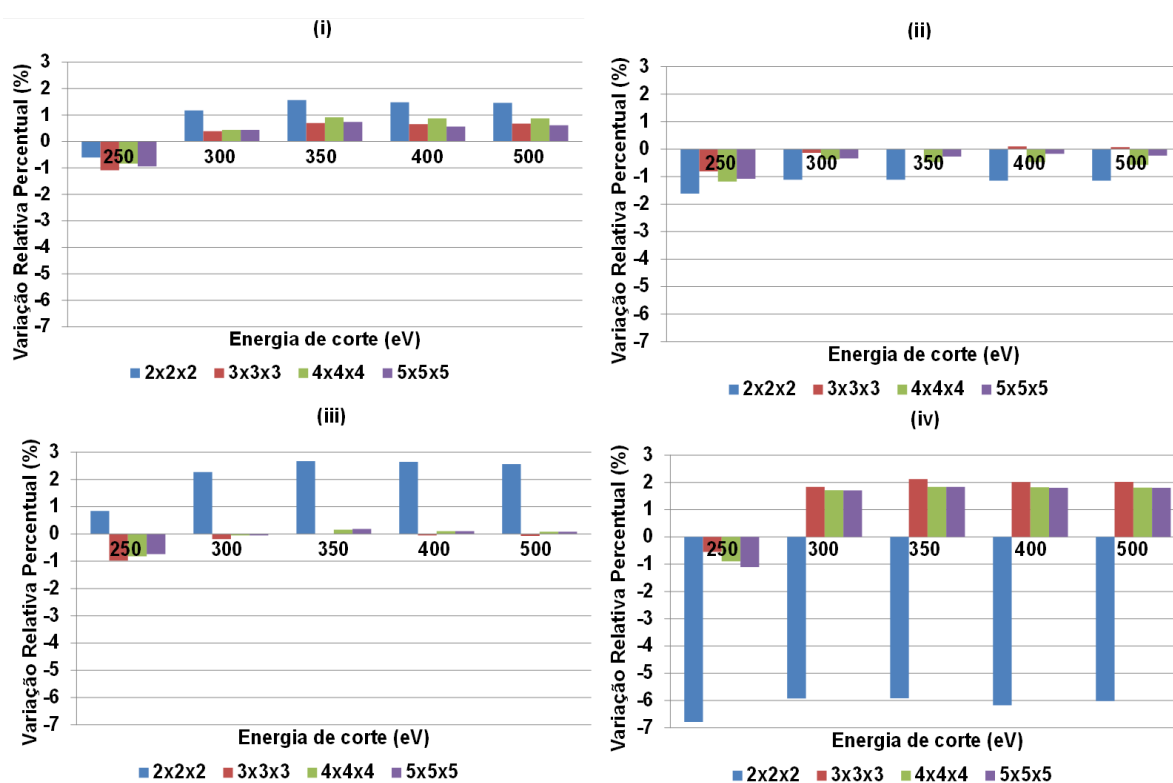 (i)
Variação Relativa Percentual (%)
3
2
1
0
-1
-2
-3
-4
-5
-6
-7
250 300 350 400 500
Energia de corte (eV)
2x2x2 3x3x3 4x4x4 5x5x5
(ii)
Variação Relativa Percentual (%)
3
2
1
0
-1
-2
-3
-4
-5
-6
-7
250 300 350 400 500
Energia de corte (eV)
2x2x2 3x3x3 4x4x4 5x5x5
(iii)
Variação Relativa Percentual (%)
3
2
1
0
-1
-2
-3
-4
-5
-6
-7
250 300 350 400 500
Energia de corte (eV)
2x2x2 3x3x3 4x4x4 5x5x5
(iv)
Variação Relativa Percentual (%)
3
2
1
0
-1
-2
-3
-4
-5
-6
-7
250 300 350 400 500
Energia de corte (eV)
2x2x2 3x3x3 4x4x4 5x5x5